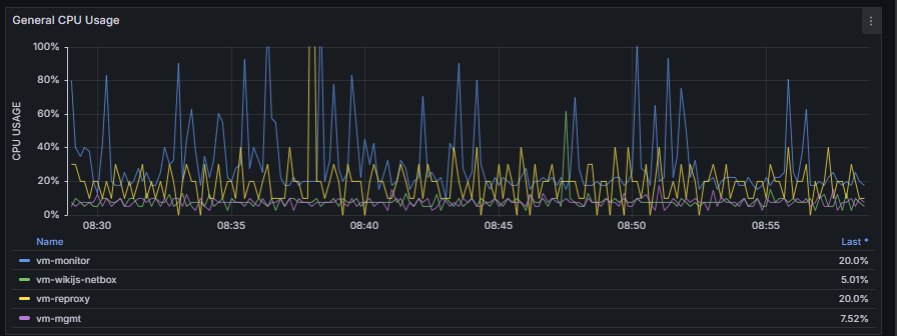 General CPU Usage
100%
80%
60%
40%
20%
0%
CPU USAGE
08:30 08:35 08:40 08:45 08:50 08:55
Name Last *
vm-monitor 20.0%
vm-wikijs-netbox 5.01%
vm-reproxy 20.0%
vm-mgmt 7.52%